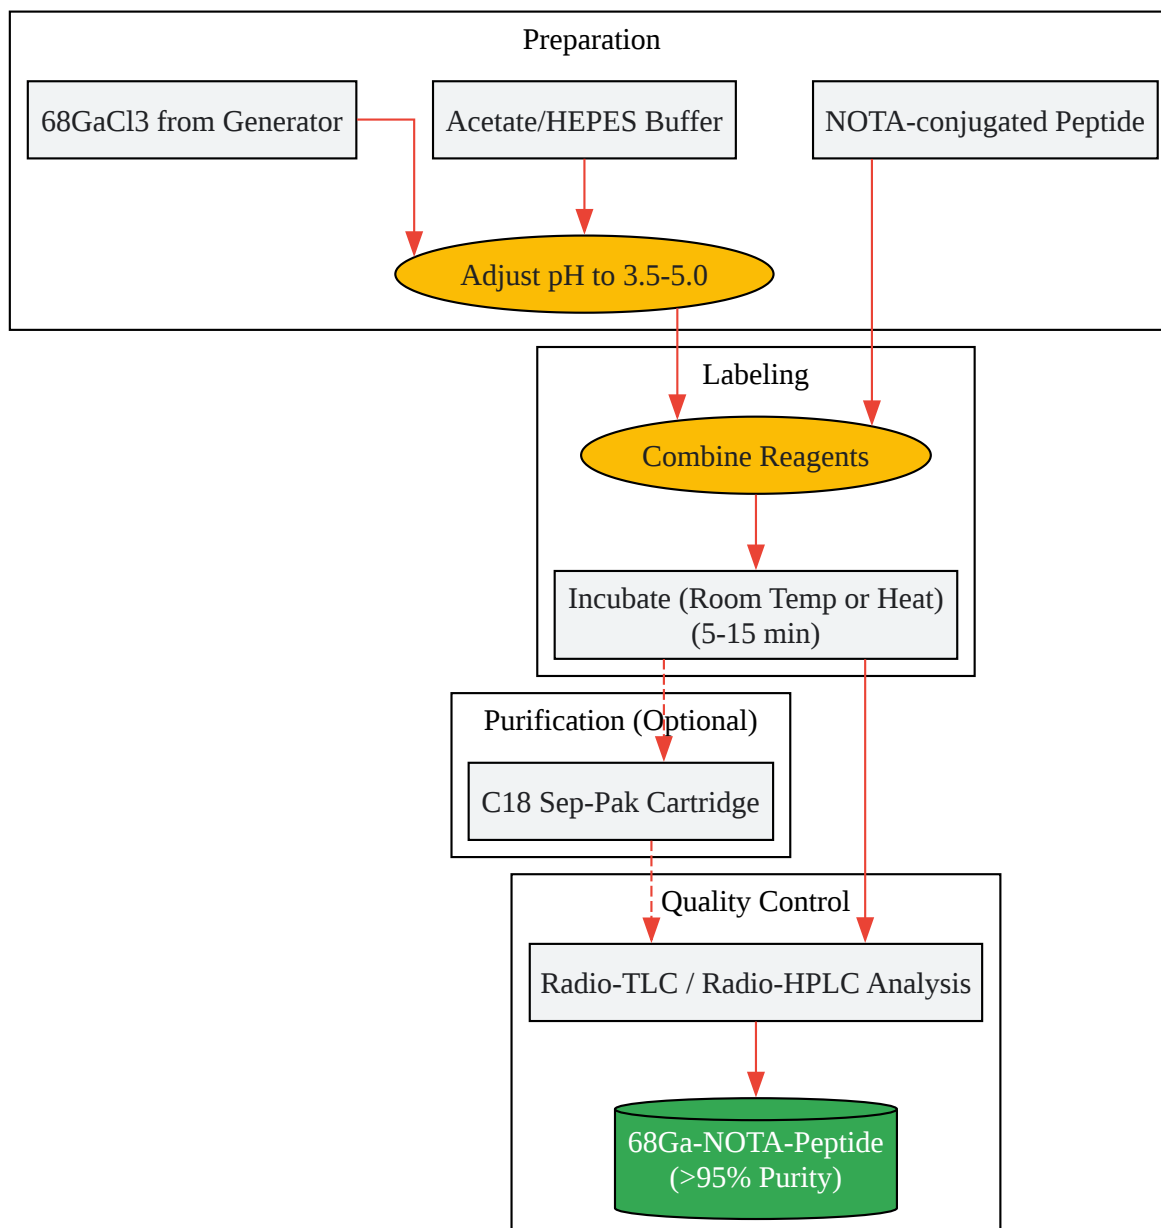 Preparation
68GaCl3 from Generator
Acetate/HEPES Buffer
NOTA-conjugated Peptide
Adjust pH to 3.5-5.0
Labeling
Combine Reagents
Incubate (Room Temp or Heat)
(5-15 min)
Purification (Optional)
C18 Sep-Pak Cartridge
Quality Control
Radio-TLC / Radio-HPLC Analysis
68Ga-NOTA-Peptide
(>95% Purity)